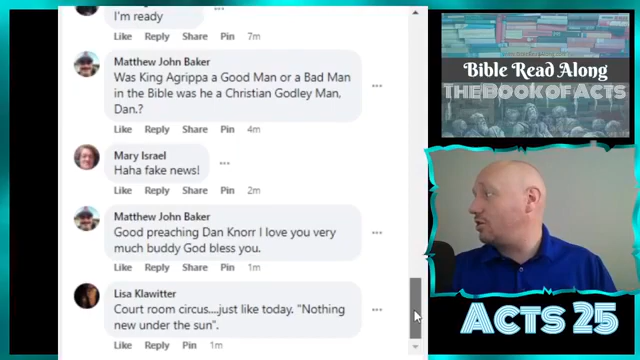 I'm ready
Like Reply Share Pin 7m
Matthew John Baker
Was King Agrippa a Good Man or a Bad Man
in the Bible was he a Christian Godley Man,
Dan.?
Like Reply Share Pin 4m
Mary Israel
Haha fake news!
Like Reply Share Pin 2m
Matthew John Baker
Good preaching Dan Knorr I love you very
much buddy God bless you.
Like Reply Share Pin 1m
Lisa Klawitter
Court room circus....just like today. "Nothing
new under the sun".
Like Reply Pin 1m
Bible Read Along
The Book of Acts
Acts 25